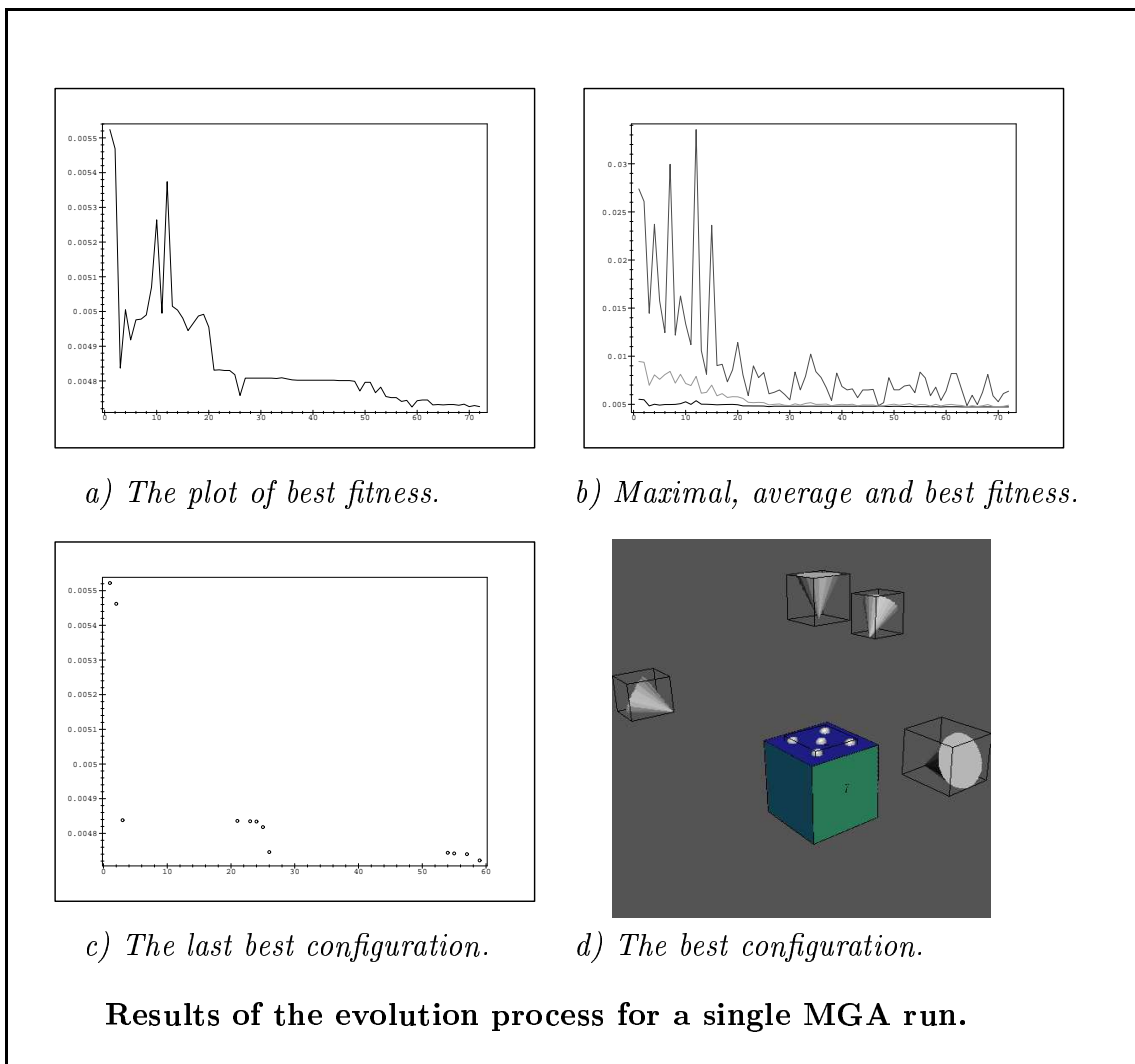 0.0055
0.0054
0.0053
0.0052
0.0051
0.005
0.0049
0.0048
0 10 20 30 40 50 60 70
0.03
0.025
0.02
0.015
0.01
0.005
0 10 20 30 40 50 60 70
a) The plot of best fitness.
b) Maximal, average and best fitness.
0.0055
0.0054
0.0053
0.0052
0.0051
0.005
0.0049
0.0048
0 10 20 30 40 50 60
c) The last best configuration.
d) The best configuration.
Results of the evolution process for a single MGA run.